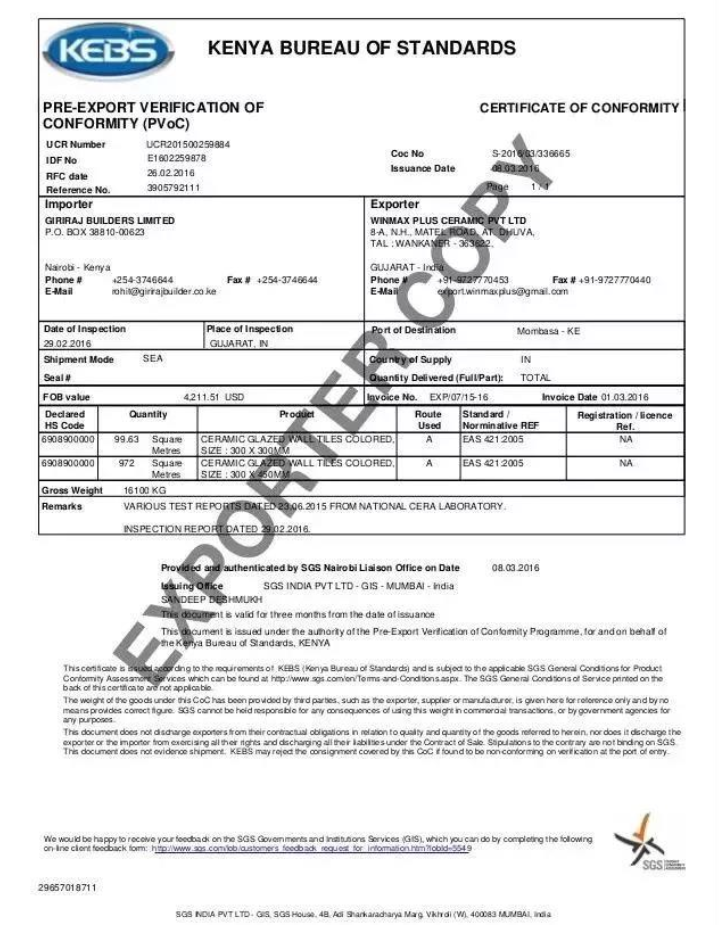 KEBS
KENYA BUREAU OF STANDARDS
PRE-EXPORT VERIFICATION OF
CONFORMITY (PVoC)
CERTIFICATE OF CONFORMITY
UCR Number UCR201500259884
IDF No E1602259878
RFC date 26.02.2016
Reference No. 3905792111
Coc No S-2016/03/336665
Issuance Date 08.03.2016
Page 1 / 1
Importer
GIRIRAJ BUILDERS LIMITED
P.O. BOX 38810-00623
Nairobi - Kenya
Phone # +254-3746644 Fax # +254-3746644
E-Mail rohit@girirajbuilder.co.ke
Exporter
WINMAX PLUS CERAMIC PVT LTD
8-A, N.H., MATEL ROAD, AT. DHUVA,
TAL : WANKANER - 363622,
GUJARAT - India
Phone # +91-9727770453 Fax # +91-9727770440
E-Mail export.winmaxplus@gmail.com
Date of Inspection Place of Inspection Port of Destination Mombasa - KE
29.02.2016 GUJARAT, IN
Shipment Mode SEA Country of Supply IN
Seal # Quantity Delivered (Full/Part): TOTAL
FOB value 4,211.51 USD Invoice No. EXP/07/15-16 Invoice Date 01.03.2016
Declared Quantity Product Route Standard / Registration / licence
HS Code Used Norminative REF Ref.
6908900000 99.63 Square CERAMIC GLAZED WALL TILES COLORED, A EAS 421:2005 NA
Metres SIZE : 300 X 300MM
6908900000 972 Square CERAMIC GLAZED WALL TILES COLORED, A EAS 421:2005 NA
Metres SIZE : 300 X 450MM
Gross Weight 16100 KG
Remarks VARIOUS TEST REPORTS DATED 23.06.2015 FROM NATIONAL CERA LABORATORY.
INSPECTION REPORT DATED 29.02.2016.
EXPORTER COPY
Provided and authenticated by SGS Nairobi Liaison Office on Date 08.03.2016
Issuing Office SGS INDIA PVT LTD - GIS - MUMBAI - India
SANDEEP DESHMUKH
This document is valid for three months from the date of issuance
This document is issued under the authority of the Pre-Export Verification of Conformity Programme, for and on behalf of
the Kenya Bureau of Standards, KENYA
This certificate is issued according to the requirements of KEBS (Kenya Bureau of Standards) and is subject to the applicable SGS General Conditions for Product
Conformity Assessment Services which can be found at http://www.sgs.com/en/Terms-and-Conditions.aspx. The SGS General Conditions of Service printed on the
back of this certificate are not applicable.
The weight of the goods under this CoC has been provided by third parties, such as the exporter, supplier or manufacturer, is given here for reference only and by no
means provides correct figure. SGS cannot be held responsible for any consequences of using this weight in commercial transactions, or by government agencies for
any purposes.
This document does not discharge exporters from their contractual obligations in relation to quality and quantity of the goods referred to herein, nor does it discharge the
exporter or the importer from exercising all their rights and discharging all their liabilities under the Contract of Sale. Stipulations to the contrary are not binding on SGS.
This document does not evidence shipment. KEBS may reject the consignment covered by this CoC if found to be non-conforming on verification at the port of entry.
We would be happy to receive your feedback on the SGS Governments and Institutions Services (GIS), which you can do by completing the following
on-line client feedback form: http://www.sgs.com/lob/customers_feedback_request_for_information.htm?lobId=5549
SGS
29657018711
SGS INDIA PVT LTD - GIS, SGS House, 4B, Adi Shankaracharya Marg, Vikhroli (W), 400083 MUMBAI, India